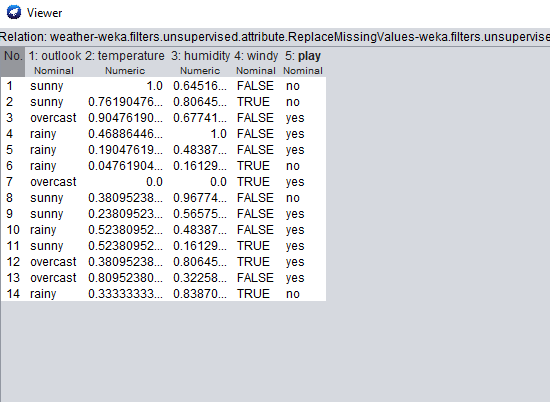 Viewer
Relation: weather-weka.filters.unsupervised.attribute.ReplaceMissingValues-weka.filters.unsupervise
No. 1: outlook 2: temperature 3: humidity 4: windy 5: play
Nominal Numeric Numeric Nominal Nominal
1 sunny 1.0 0.64516... FALSE no
2 sunny 0.76190476... 0.80645... TRUE no
3 overcast 0.90476190... 0.67741... FALSE yes
4 rainy 0.46886446... 1.0 FALSE yes
5 rainy 0.19047619... 0.48387... FALSE yes
6 rainy 0.04761904... 0.16129... TRUE no
7 overcast 0.0 0.0 TRUE yes
8 sunny 0.38095238... 0.96774... FALSE no
9 sunny 0.23809523... 0.56575... FALSE yes
10 rainy 0.52380952... 0.48387... FALSE yes
11 sunny 0.52380952... 0.16129... TRUE yes
12 overcast 0.38095238... 0.80645... TRUE yes
13 overcast 0.80952380... 0.32258... FALSE yes
14 rainy 0.33333333... 0.83870... TRUE no